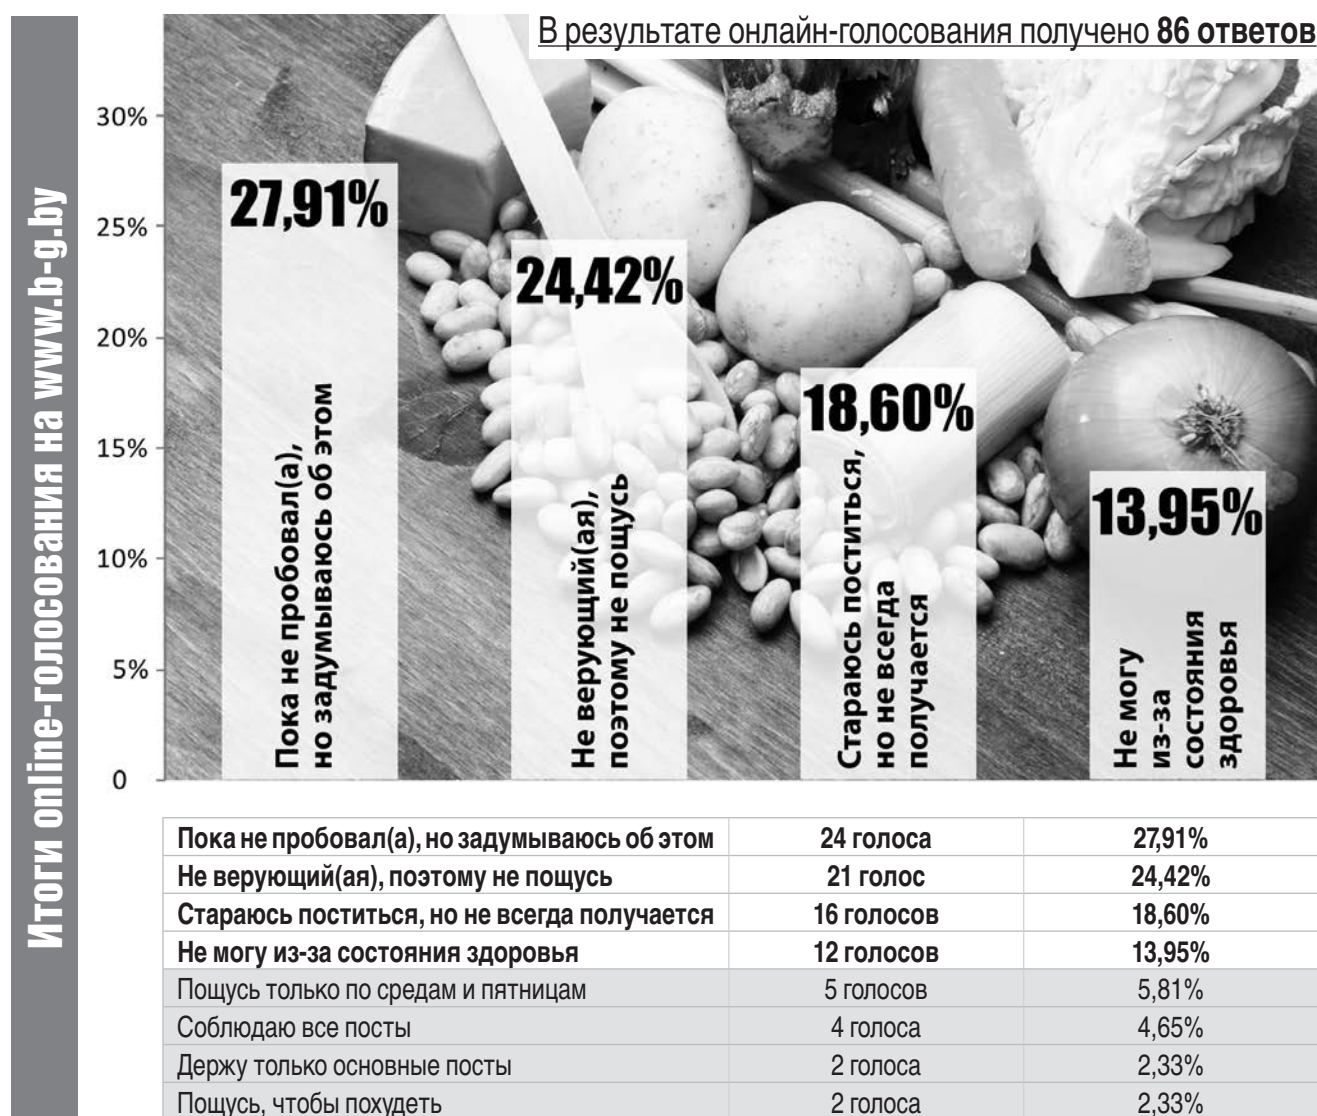 В результате онлайн-голосования получено 86 ответов
Итоги online-голосования на www.b-g.by
30%
25%
20%
15%
10%
5%
0
27,91%
Пока не пробовал(а),
но задумываюсь об этом
24,42%
Не верующий(ая),
поэтому не пощусь
18,60%
Стараюсь поститься,
но не всегда
получается
13,95%
Не могу
из-за
состояния
здоровья
Пока не пробовал(а), но задумываюсь об этом 24 голоса 27,91%
Не верующий(ая), поэтому не пощусь 21 голос 24,42%
Стараюсь поститься, но не всегда получается 16 голосов 18,60%
Не могу из-за состояния здоровья 12 голосов 13,95%
Пощусь только по средам и пятницам 5 голосов 5,81%
Соблюдаю все посты 4 голоса 4,65%
Держу только основные посты 2 голоса 2,33%
Пощусь, чтобы похудеть 2 голоса 2,33%